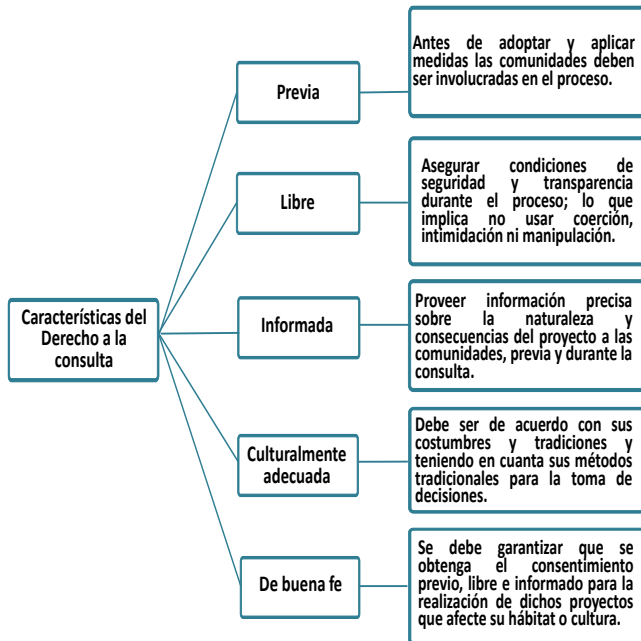 Características del
Derecho a la
consulta
Previa
Antes de adoptar y aplicar
medidas las comunidades deben
ser involucradas en el proceso.
Libre
Asegurar condiciones de
seguridad y transparencia
durante el proceso; lo que
implica no usar coerción,
intimidación ni manipulación.
Informada
Proveer información precisa
sobre la naturaleza y
consecuencias del proyecto a las
comunidades, previa y durante la
consulta.
Culturalmente
adecuada
Debe ser de acuerdo con sus
costumbres y tradiciones y
teniendo en cuanta sus métodos
tradicionales para la toma de
decisiones.
De buena fe
Se debe garantizar que se
obtenga el consentimiento
previo, libre e informado para la
realización de dichos proyectos
que afecte su hábitat o cultura.